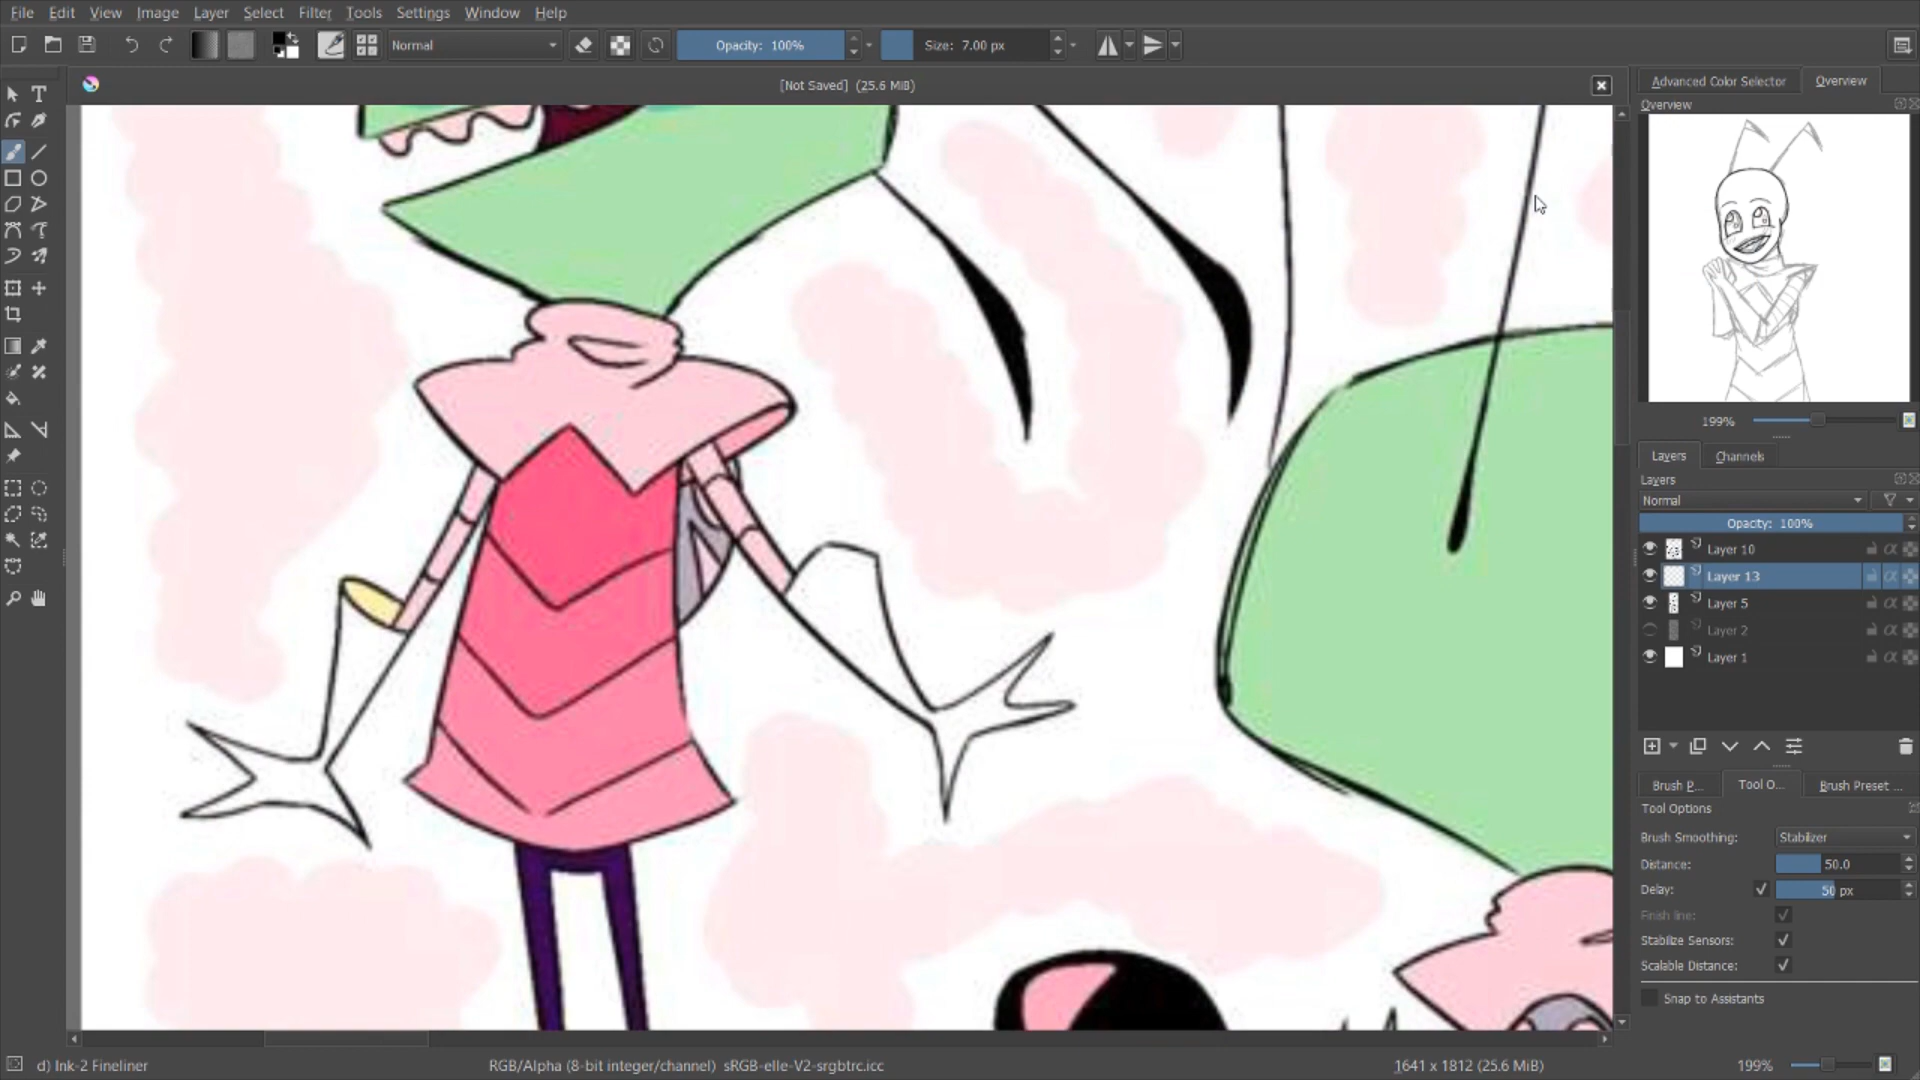 File Edit View Image Layer Select Filter Tools Settings Window Help
Normal Opacity: 100% Size: 7.00 px
[Not Saved] (25.6 MiB)
Advanced Color Selector Overview
Overview
199%
Layers Channels
Layers
Normal
Opacity: 100%
Layer 10
Layer 13
Layer 5
Layer 2
Layer 1
Brush P... Tool O... Brush Preset ...
Tool Options
Brush Smoothing: Stabilizer
Distance: 50.0
Delay: 50 px
Finish line:
Stabilize Sensors:
Scalable Distance:
Snap to Assistants
d) Ink-2 Fineliner RGB/Alpha (8-bit integer/channel) sRGB-elle-V2-srgbtrc.icc 1641 x 1812 (25.6 MiB) 199%